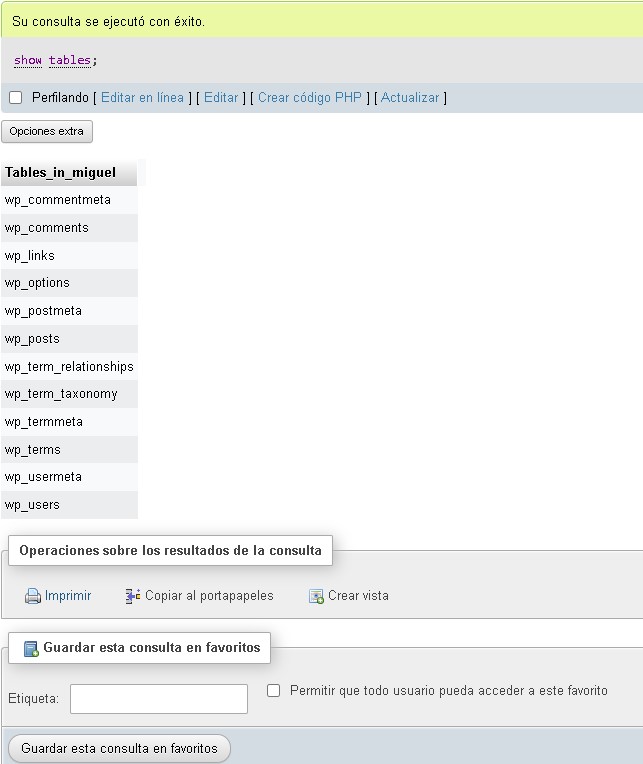 Su consulta se ejecutó con éxito.
show tables;
Perfilando [ Editar en línea ] [ Editar ] [ Crear código PHP ] [ Actualizar ]
Opciones extra
Tables_in_miguel
wp_commentmeta
wp_comments
wp_links
wp_options
wp_postmeta
wp_posts
wp_term_relationships
wp_term_taxonomy
wp_termmeta
wp_terms
wp_usermeta
wp_users
Operaciones sobre los resultados de la consulta
Imprimir Copiar al portapapeles Crear vista
Guardar esta consulta en favoritos
Etiqueta: Permitir que todo usuario pueda acceder a este favorito
Guardar esta consulta en favoritos